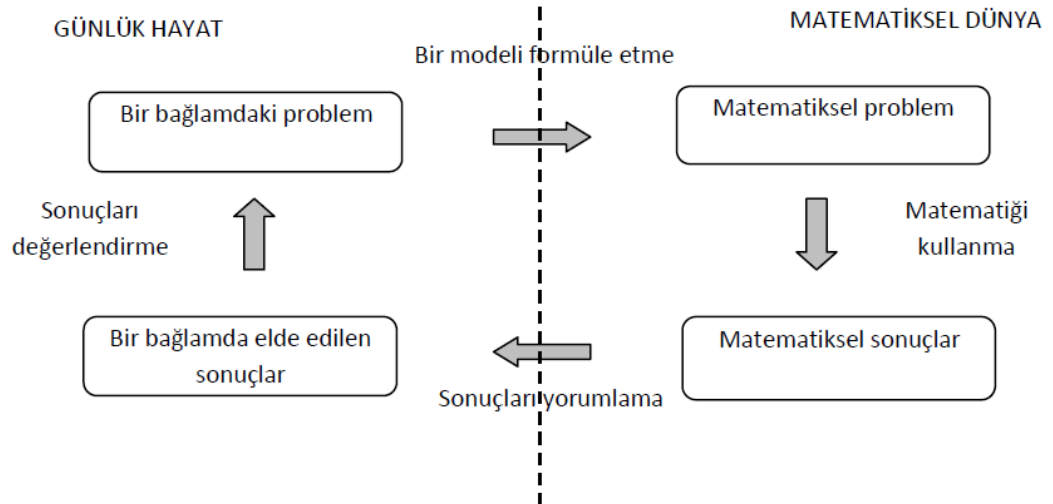 GÜNLÜK HAYAT
MATEMATİKSEL DÜNYA
Bir modeli formüle etme
Bir bağlamdaki problem
Matematiksel problem
Sonuçları
değerlendirme
Matematiği
kullanma
Bir bağlamda elde edilen
sonuçlar
Matematiksel sonuçlar
Sonuçları yorumlama